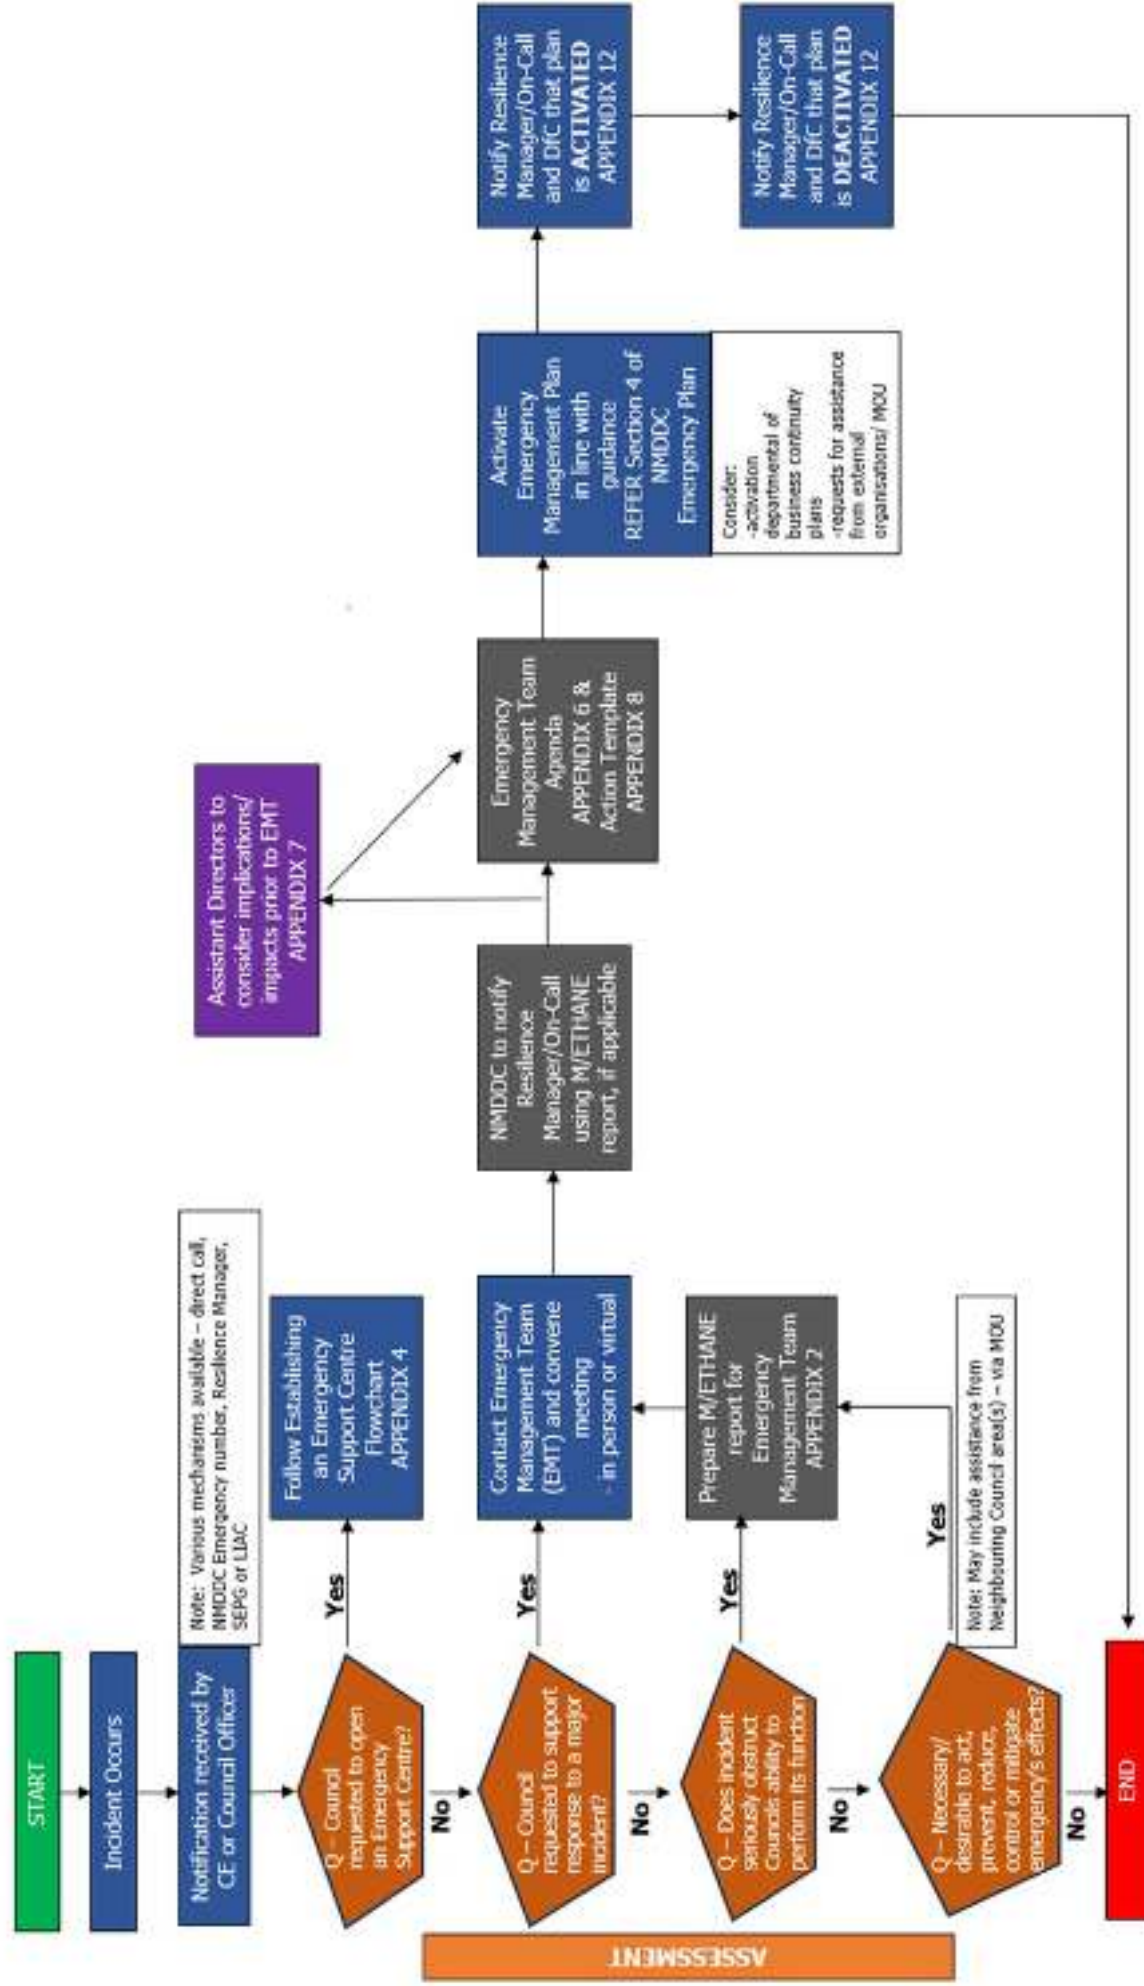 START
Incident Occurs
Notification received by
CE or Council Officer
Note: Various mechanisms available – direct call,
NMDDC Emergency number, Resilience Manager,
SEPG or LIAC
ASSESSMENT
Q – Council
requested to open
an Emergency
Support Centre?
Yes
Follow Establishing
an Emergency
Support Centre
Flowchart
APPENDIX 4
No
Q – Council
requested to support
response to a major
incident?
Yes
Contact Emergency
Management Team
(EMT) and convene
meeting
- in person or virtual
No
Q – Does incident
seriously obstruct
Councils ability to
perform its function
Yes
Prepare M/ETHANE
report for
Emergency
Management Team
APPENDIX 2
No
Q – Necessary/
desirable to act,
prevent, reduce,
control or mitigate
emergency's effects?
Yes
Note: May include assistance from
Neighbouring Council area(s) – via MOU
No
END
NMDDC to notify
Resilience
Manager/On-Call
using M/ETHANE
report, if applicable
Assistant Directors to
consider implications/
impacts prior to EMT
APPENDIX 7
Emergency
Management Team
Agenda
APPENDIX 6 &
Action Template
APPENDIX 8
Activate
Emergency
Management Plan
in line with
guidance
REFER Section 4 of
NMDDC
Emergency Plan
Consider:
-activation
departmental of
business continuity
plans
-requests for assistance
from external
organisations/ MOU
Notify Resilience
Manager/On-Call
and DfC that plan
is ACTIVATED
APPENDIX 12
Notify Resilience
Manager/On-Call
and DfC that plan
is DEACTIVATED
APPENDIX 12